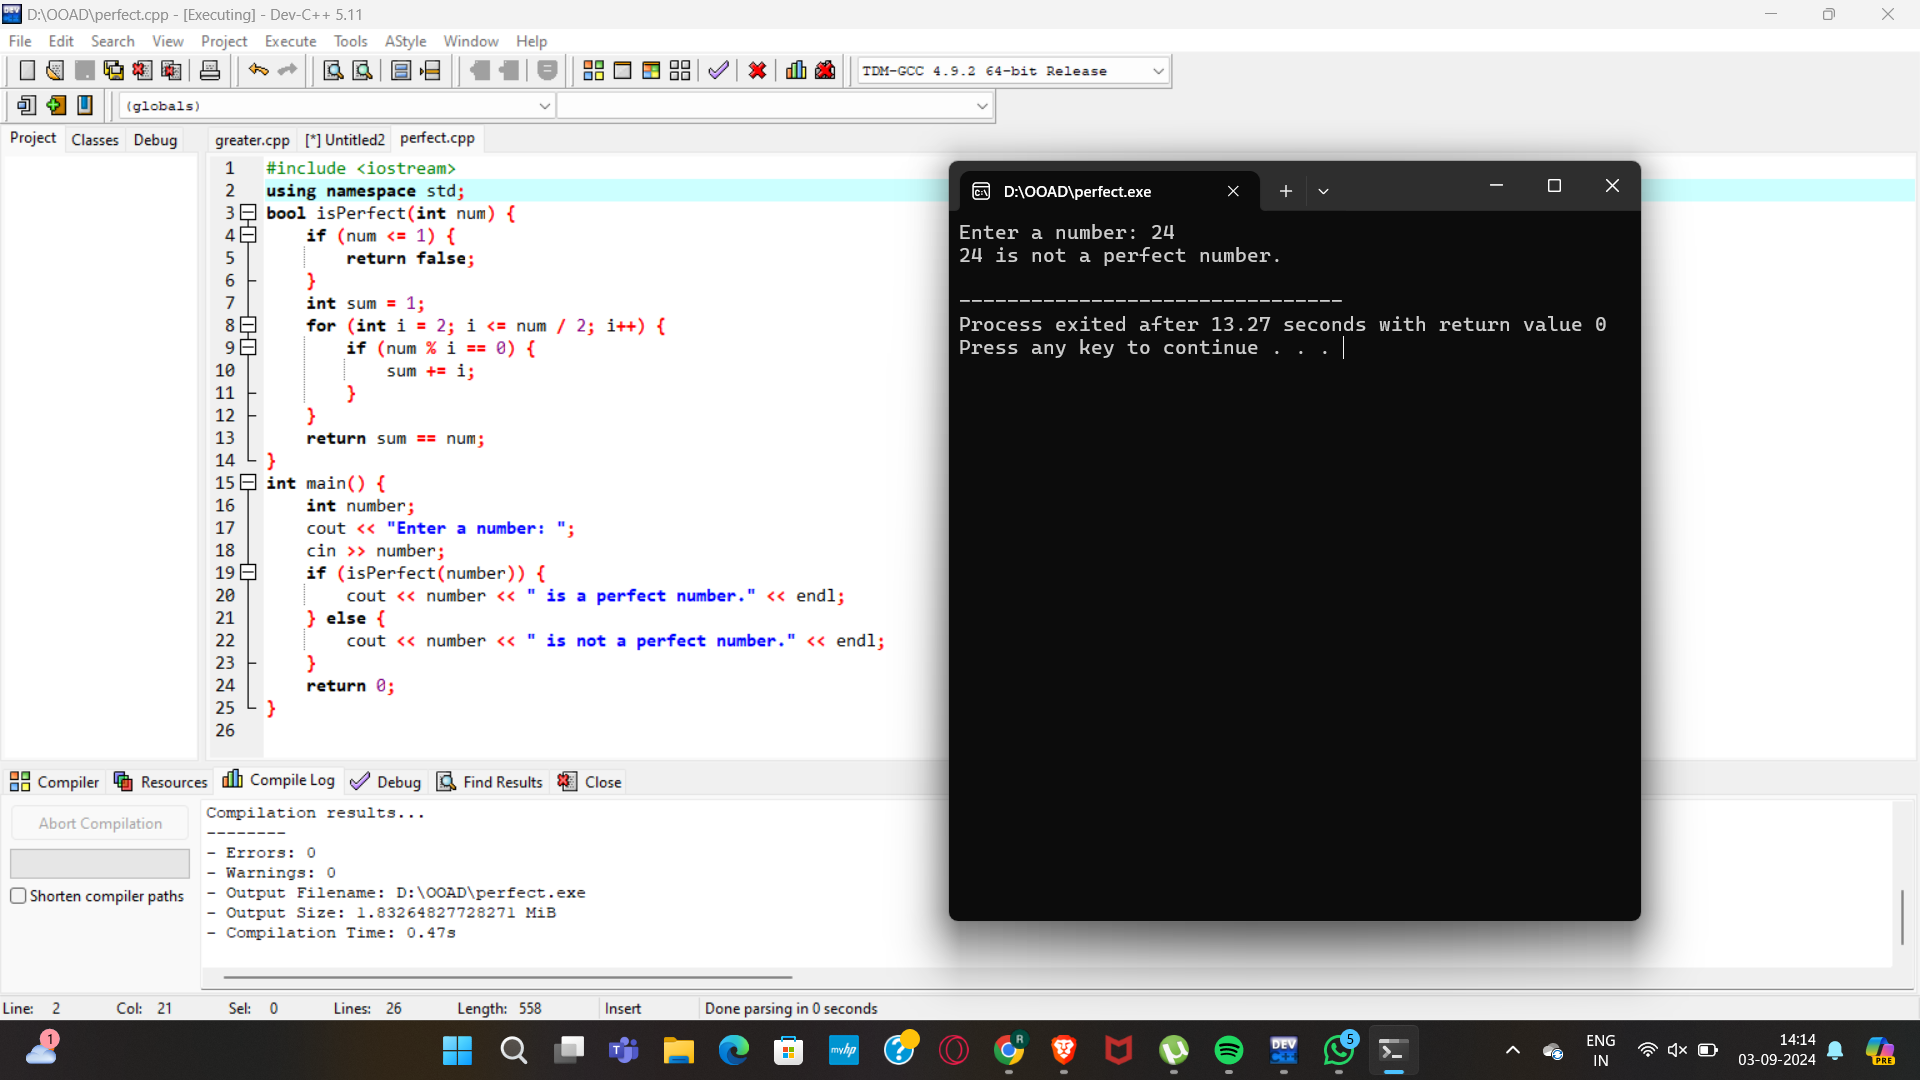 D:\OOAD\perfect.cpp - [Executing] - Dev-C++ 5.11
File Edit Search View Project Execute Tools AStyle Window Help
TDM-GCC 4.9.2 64-bit Release
(globals)
Project Classes Debug greater.cpp [*] Untitled2 perfect.cpp
1 #include <iostream>
2 using namespace std;
3 bool isPerfect(int num) {
4 if (num <= 1) {
5 return false;
6 }
7 int sum = 1;
8 for (int i = 2; i <= num / 2; i++) {
9 if (num % i == 0) {
10 sum += i;
11 }
12 }
13 return sum == num;
14 }
15 int main() {
16 int number;
17 cout << "Enter a number: ";
18 cin >> number;
19 if (isPerfect(number)) {
20 cout << number << " is a perfect number." << endl;
21 } else {
22 cout << number << " is not a perfect number." << endl;
23 }
24 return 0;
25 }
26
D:\OOAD\perfect.exe
Enter a number: 24
24 is not a perfect number.
--------------------------------
Process exited after 13.27 seconds with return value 0
Press any key to continue . . .
Compiler Resources Compile Log Debug Find Results Close
Abort Compilation
Shorten compiler paths
Compilation results...
--------
- Errors: 0
- Warnings: 0
- Output Filename: D:\OOAD\perfect.exe
- Output Size: 1.83264827728271 MiB
- Compilation Time: 0.47s
Line: 2 Col: 21 Sel: 0 Lines: 26 Length: 558 Insert Done parsing in 0 seconds
1
myhp
R
DEV
5
ENG
IN
14:14
03-09-2024
PRE